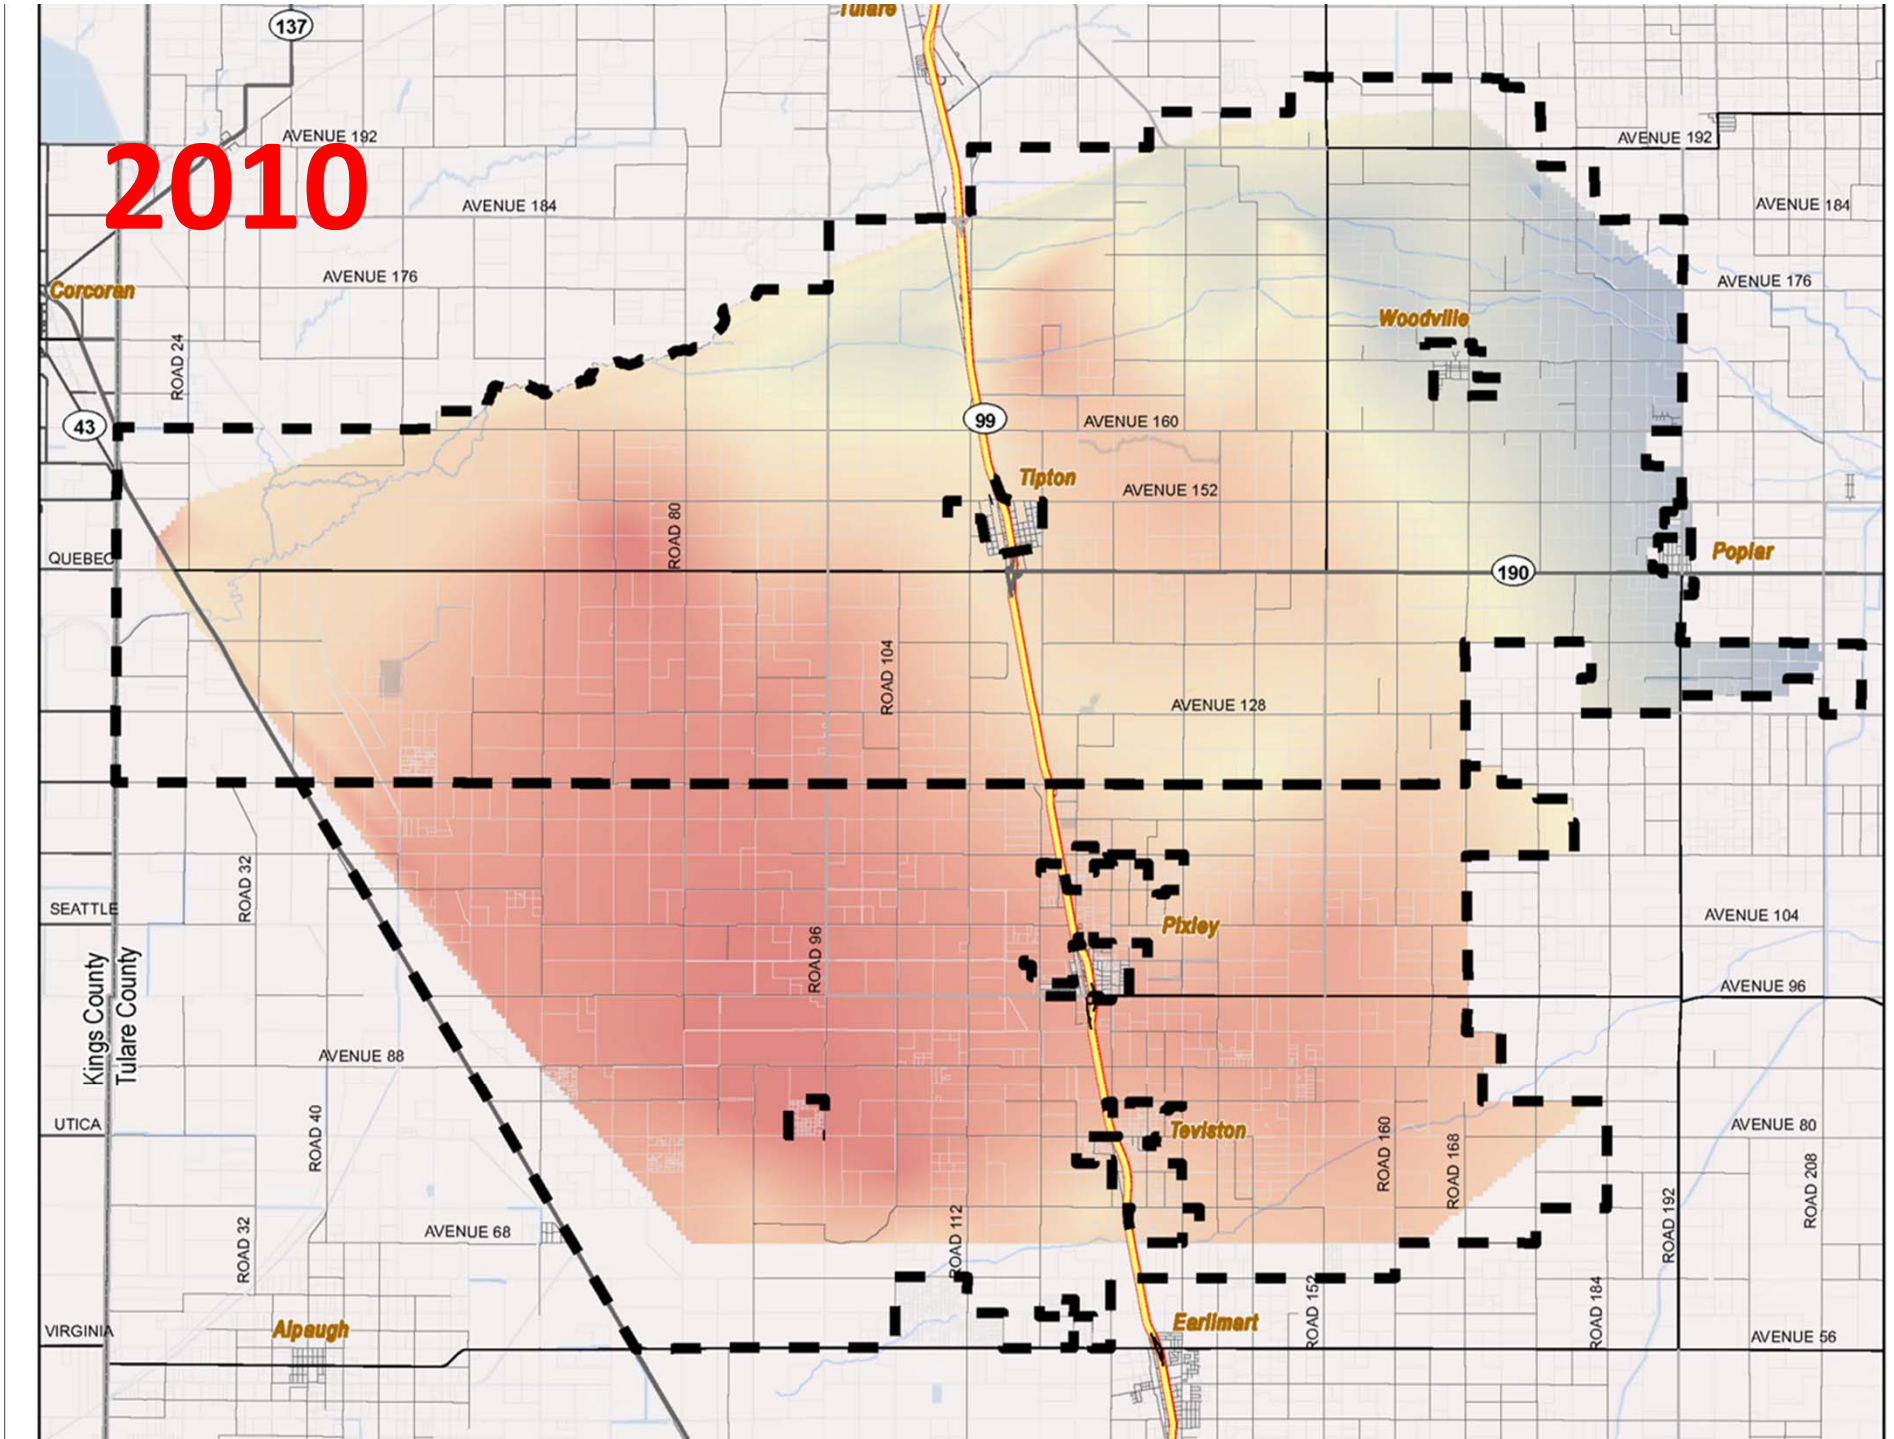 Tulare
137
AVENUE 192
AVENUE 192
2010
AVENUE 184
AVENUE 184
AVENUE 176
AVENUE 176
Corcoran
Woodville
ROAD 24
43
99
AVENUE 160
Tipton
AVENUE 152
ROAD 80
QUEBEC
190
Poplar
ROAD 104
AVENUE 128
ROAD 32
SEATTLE
Pixley
AVENUE 104
ROAD 96
AVENUE 96
Kings County
Tulare County
AVENUE 88
UTICA
ROAD 40
Teviston
AVENUE 80
ROAD 160
ROAD 168
ROAD 208
ROAD 192
ROAD 32
AVENUE 68
ROAD 112
ROAD 152
ROAD 184
VIRGINIA
Alpaugh
Earlimart
AVENUE 56